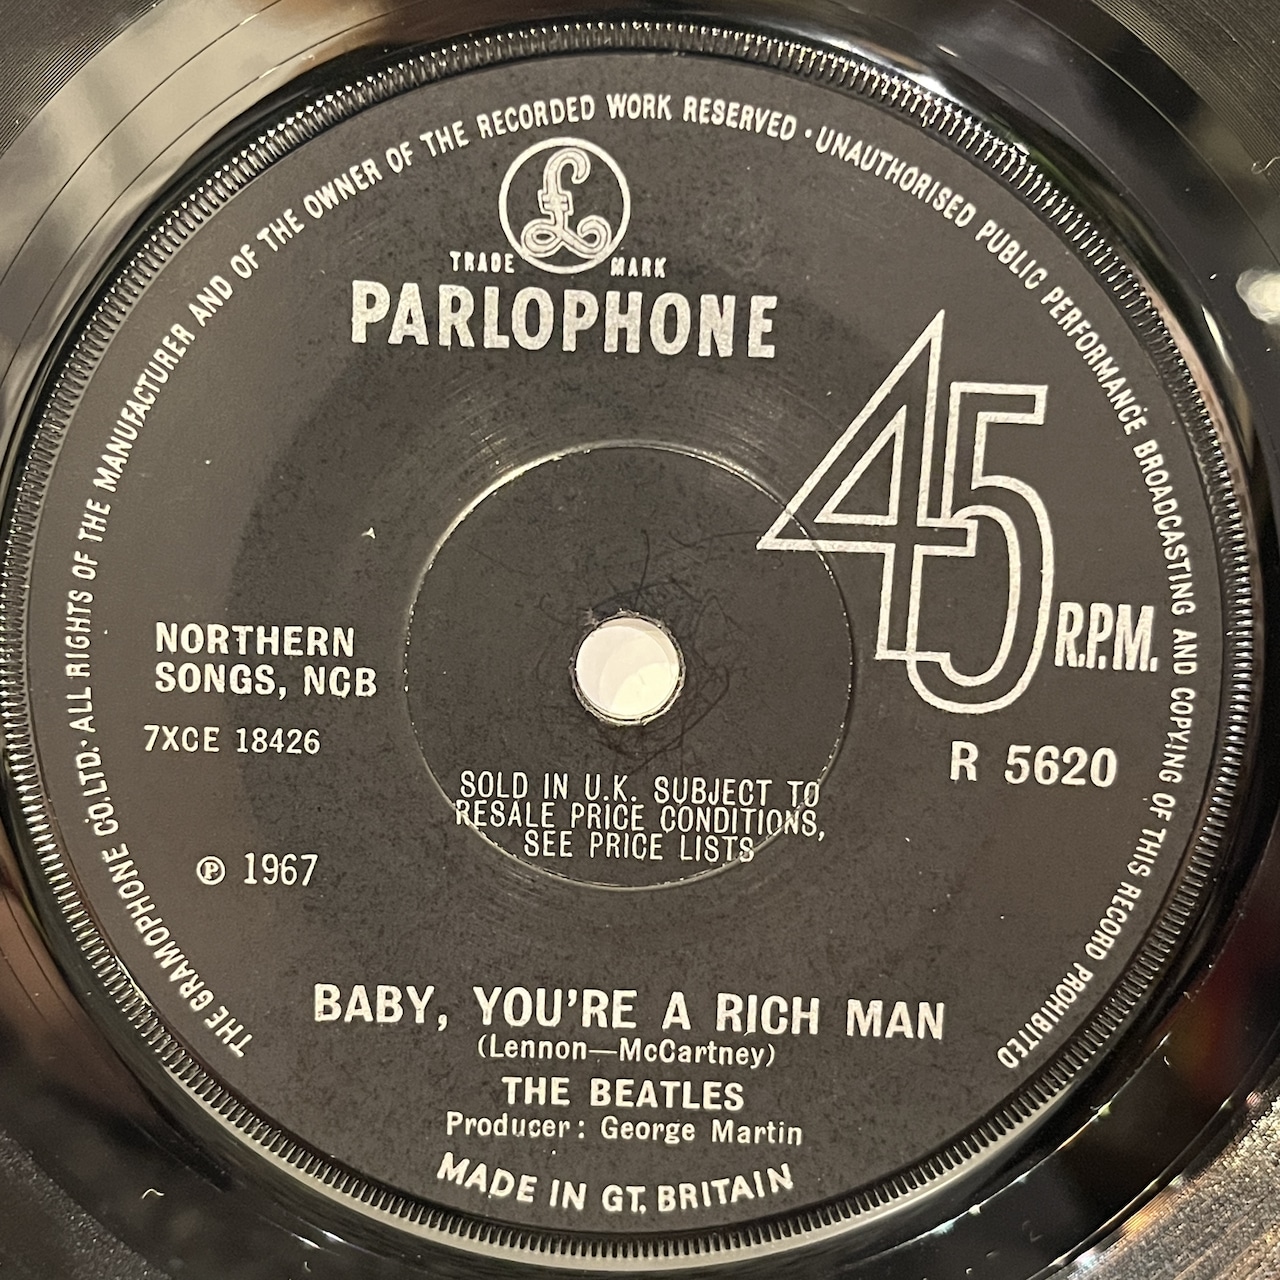 THE GRAMOPHONE CO. LTD. · ALL RIGHTS OF THE MANUFACTURER AND OF THE OWNER OF THE RECORDED WORK RESERVED · UNAUTHORISED PUBLIC PERFORMANCE BROADCASTING AND COPYING OF THIS RECORD PROHIBITED
£
TRADE MARK
PARLOPHONE
45 R.P.M.
NORTHERN
SONGS, NCB
7XCE 18426
R 5620
SOLD IN U.K. SUBJECT TO
RESALE PRICE CONDITIONS,
SEE PRICE LISTS
℗ 1967
BABY, YOU'RE A RICH MAN
(Lennon—McCartney)
THE BEATLES
Producer: George Martin
MADE IN GT. BRITAIN